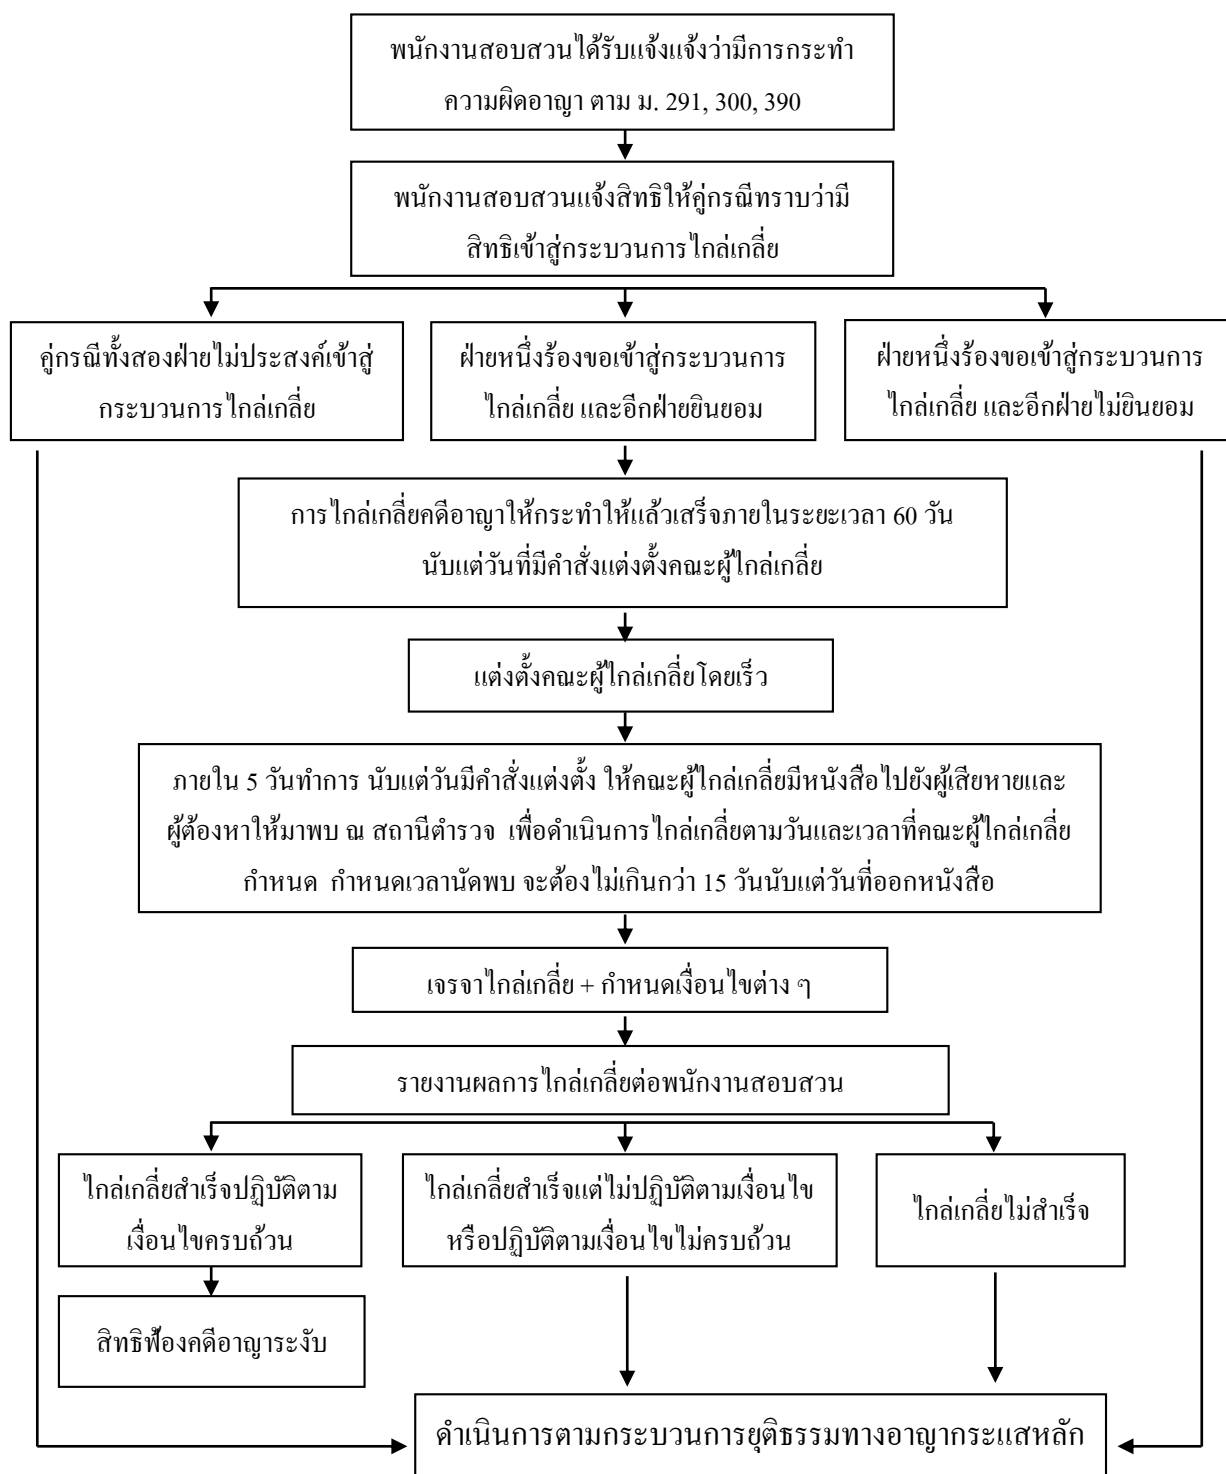 พนักงานสอบสวนได้รับแจ้งแจ้งว่ามีการกระทำ
ความผิดอาญา ตาม ม. 291, 300, 390
พนักงานสอบสวนแจ้งสิทธิให้คู่กรณีทราบว่ามี
สิทธิเข้าสู่กระบวนการไกล่เกลี่ย
คู่กรณีทั้งสองฝ่ายไม่ประสงค์เข้าสู่
กระบวนการไกล่เกลี่ย
ฝ่ายหนึ่งร้องขอเข้าสู่กระบวนการ
ไกล่เกลี่ย และอีกฝ่ายยินยอม
ฝ่ายหนึ่งร้องขอเข้าสู่กระบวนการ
ไกล่เกลี่ย และอีกฝ่ายไม่ยินยอม
การไกล่เกลี่ยคดีอาญาให้กระทำให้แล้วเสร็จภายในระยะเวลา 60 วัน
นับแต่วันที่มีคำสั่งแต่งตั้งคณะผู้ไกล่เกลี่ย
แต่งตั้งคณะผู้ไกล่เกลี่ยโดยเร็ว
ภายใน 5 วันทำการ นับแต่วันมีคำสั่งแต่งตั้ง ให้คณะผู้ไกล่เกลี่ยมีหนังสือไปยังผู้เสียหายและ
ผู้ต้องหาให้มาพบ ณ สถานีตำรวจ เพื่อดำเนินการไกล่เกลี่ยตามวันและเวลาที่คณะผู้ไกล่เกลี่ย
กำหนด กำหนดเวลานัดพบ จะต้องไม่เกินกว่า 15 วันนับแต่วันที่ออกหนังสือ
เจรจาไกล่เกลี่ย + กำหนดเงื่อนไขต่าง ๆ
รายงานผลการไกล่เกลี่ยต่อพนักงานสอบสวน
ไกล่เกลี่ยสำเร็จปฏิบัติตาม
เงื่อนไขครบถ้วน
ไกล่เกลี่ยสำเร็จแต่ไม่ปฏิบัติตามเงื่อนไข
หรือปฏิบัติตามเงื่อนไขไม่ครบถ้วน
ไกล่เกลี่ยไม่สำเร็จ
สิทธิฟ้องคดีอาญาระงับ
ดำเนินการตามกระบวนการยุติธรรมทางอาญากระแสหลัก